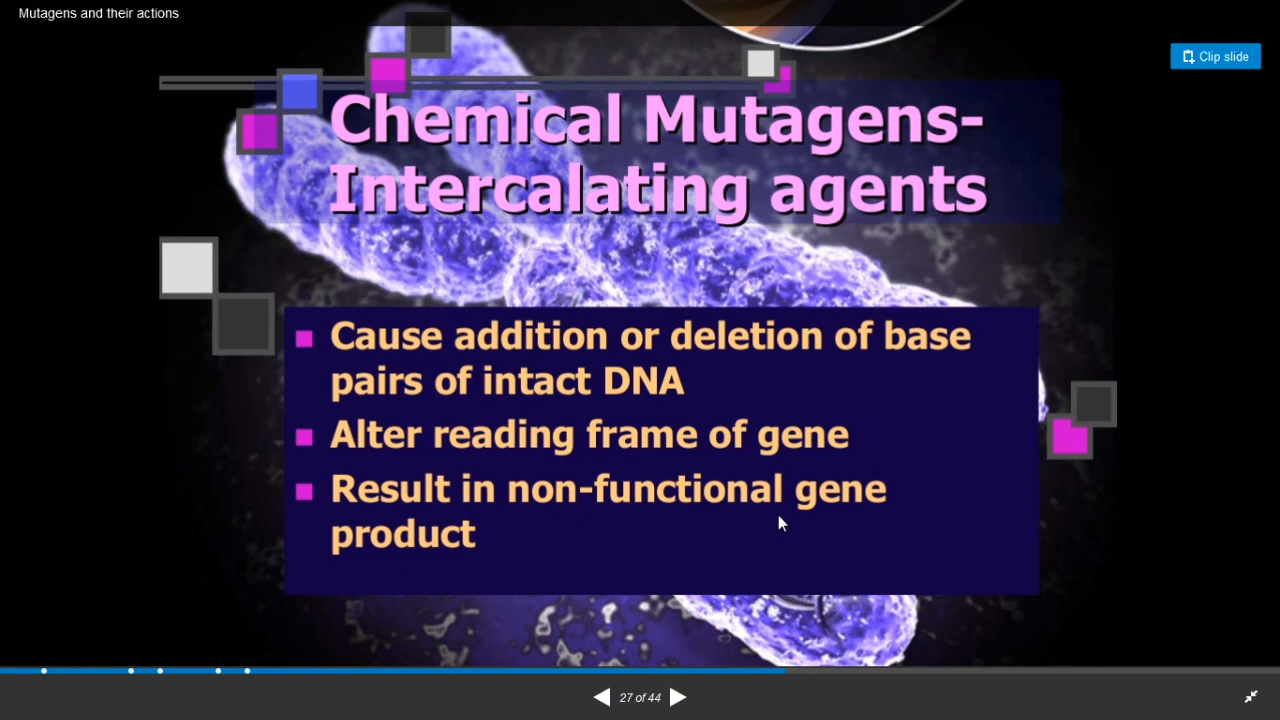 Mutagens and their actions
Clip slide
Chemical Mutagens-
Intercalating agents
Cause addition or deletion of base
pairs of intact DNA
Alter reading frame of gene
Result in non-functional gene
product
27 of 44